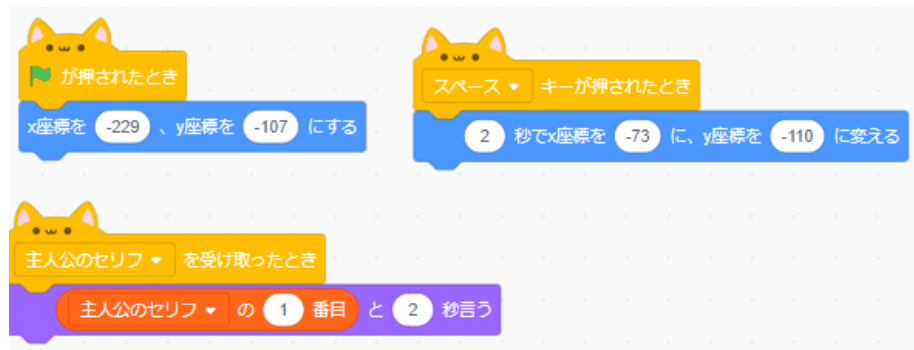 が押されたとき
x座標を -229 、y座標を -107 にする
スペース キーが押されたとき
2 秒でx座標を -73 に、y座標を -110 に変える
主人公のセリフ を受け取ったとき
主人公のセリフ の 1 番目 と 2 秒言う